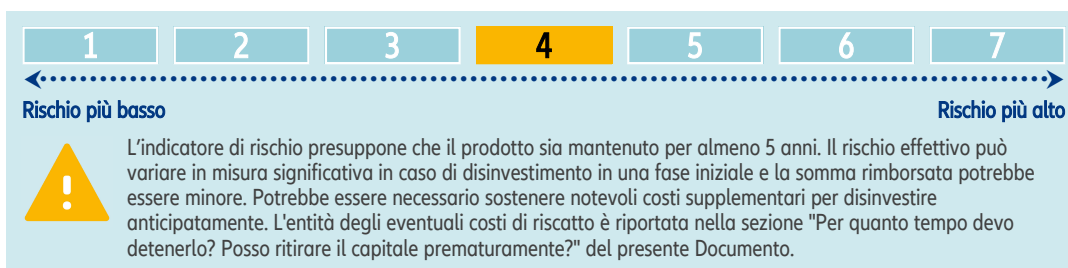 1 2 3 4 5 6 7
Rischio più basso Rischio più alto
L'indicatore di rischio presuppone che il prodotto sia mantenuto per almeno 5 anni. Il rischio effettivo può
variare in misura significativa in caso di disinvestimento in una fase iniziale e la somma rimborsata potrebbe
essere minore. Potrebbe essere necessario sostenere notevoli costi supplementari per disinvestire
anticipatamente. L'entità degli eventuali costi di riscatto è riportata nella sezione "Per quanto tempo devo
detenerlo? Posso ritirare il capitale prematuramente?" del presente Documento.